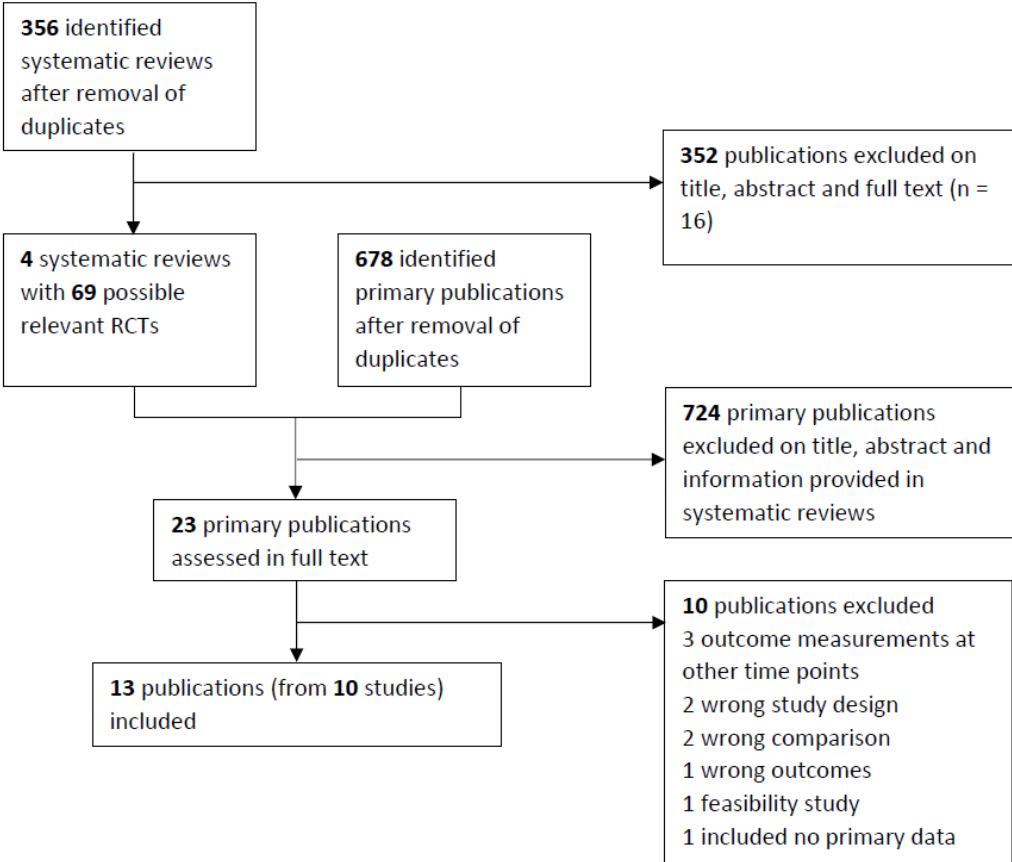 356 identified
systematic reviews
after removal of
duplicates
352 publications excluded on
title, abstract and full text (n =
16)
4 systematic reviews
with 69 possible
relevant RCTs
678 identified
primary publications
after removal of
duplicates
724 primary publications
excluded on title, abstract and
information provided in
systematic reviews
23 primary publications
assessed in full text
10 publications excluded
3 outcome measurements at
other time points
2 wrong study design
2 wrong comparison
1 wrong outcomes
1 feasibility study
1 included no primary data
13 publications (from 10 studies)
included